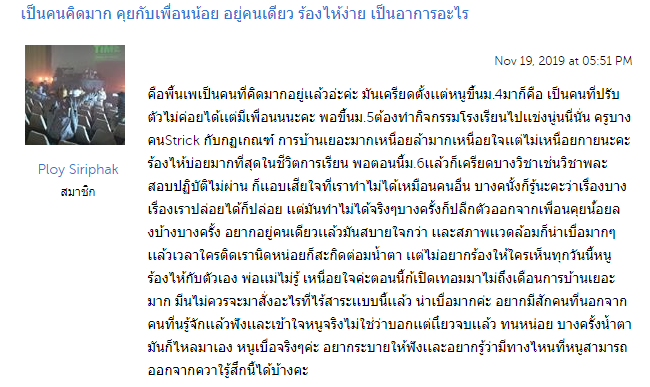 เป็นคนคิดมาก คุยกับเพื่อนน้อย อยู่คนเดียว ร้องไห้ง่าย เป็นอาการอะไร
Nov 19, 2019 at 05:51 PM
Ploy Siriphak
สมาชิก
คือพื้นเพเป็นคนที่คิดมากอยู่แล้วอ่ะค่ะ มันเครียดตั้งแต่หนูขึ้นม.4มาก็คือ เป็นคนที่ปรับ
ตัวไม่ค่อยได้แต่มีเพื่อนนนะคะ พอขึ้นม.5ต้องทำกิจกรรมโรงเรียนไปแข่งนู่นนี่นั่น ครูบาง
คนStrick กับกฏเกณฑ์ การบ้านเยอะมากเหนื่อยล้ามากเหนื่อยใจแต่ไม่เหนื่อยกายนะคะ
ร้องไห้บ่อยมากที่สุดในชีวิตการเรียน พอตอนนี้ม.6แล้วก็เครียดบางวิชาเช่นวิชาพละ
สอบปฏิบัติไม่ผ่าน ก็แอบเสียใจที่เราทำไม่ได้เหมือนคนอื่น บางคนั้งก็รู้นะคะว่าเรื่องบาง
เรื่องเราปล่อยได้ก็ปล่อย แต่มันทำไม่ได้จริงๆบางครั้งก็ปลีกตัวออกจากเพื่อนคุยน้้อยล
งบ้างบางครั้ง อยากอยู่คนเดียวแล้วมันสบายใจกว่า และสภาพแวดล้อมก็น่าเบื่อมากๆ
แล้วเวลาใครติดเรานิดหน่อยก็สะกิดต่อมน้ำตา แต่ไม่อยากร้องให้ใครเห็นทุกวันนี้หนู
ร้องไห้กับตัวเอง พ่อแม่ไม่รู้ เหนื่อยใจค่ะตอนนี้ก้เปิดเทอมมาไม่ถึงเดือนการบ้านเยอะ
มาก มีนไม่ควรจะมาสั่งอะไรที่ไร้สาระแบบนี้แล้ว น่าเบื่อมากค่ะ อยากมีสักคนที่นอกจาก
คนที่นรู้จักแล้วฟังและเข้าใจหนูจริงไม่ใช่ว่าบอกแต่เี๋ยวจบแล้ว ทนหน่อย บางครั้งน้ำตา
มันก็ไหลมาเอง หนูเบื่อจริงๆค่ะ อยากระบายให้ฟังและอยากรู้ว่ามีทางไหนที่หนูสามารถ
ออกจากควาใรู้สึ้กนี้ได้บ้างคะ